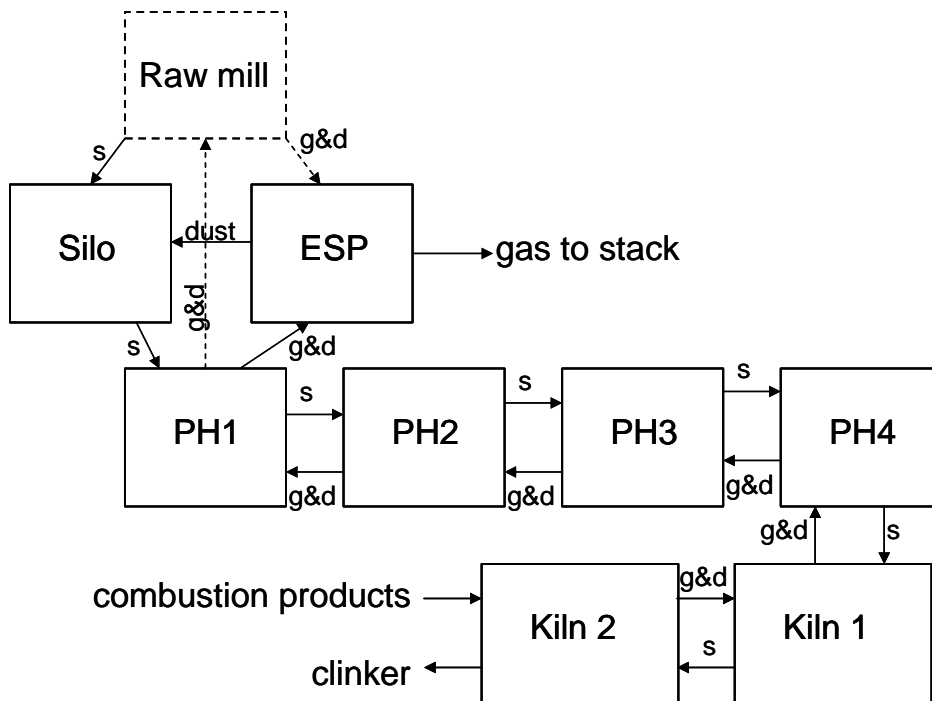 Raw mill
s
g&d
Silo
dust
ESP
gas to stack
g&d
s
g&d
PH1
s
g&d
PH2
s
g&d
PH3
s
g&d
PH4
g&d
s
combustion products
Kiln 2
g&d
s
Kiln 1
clinker